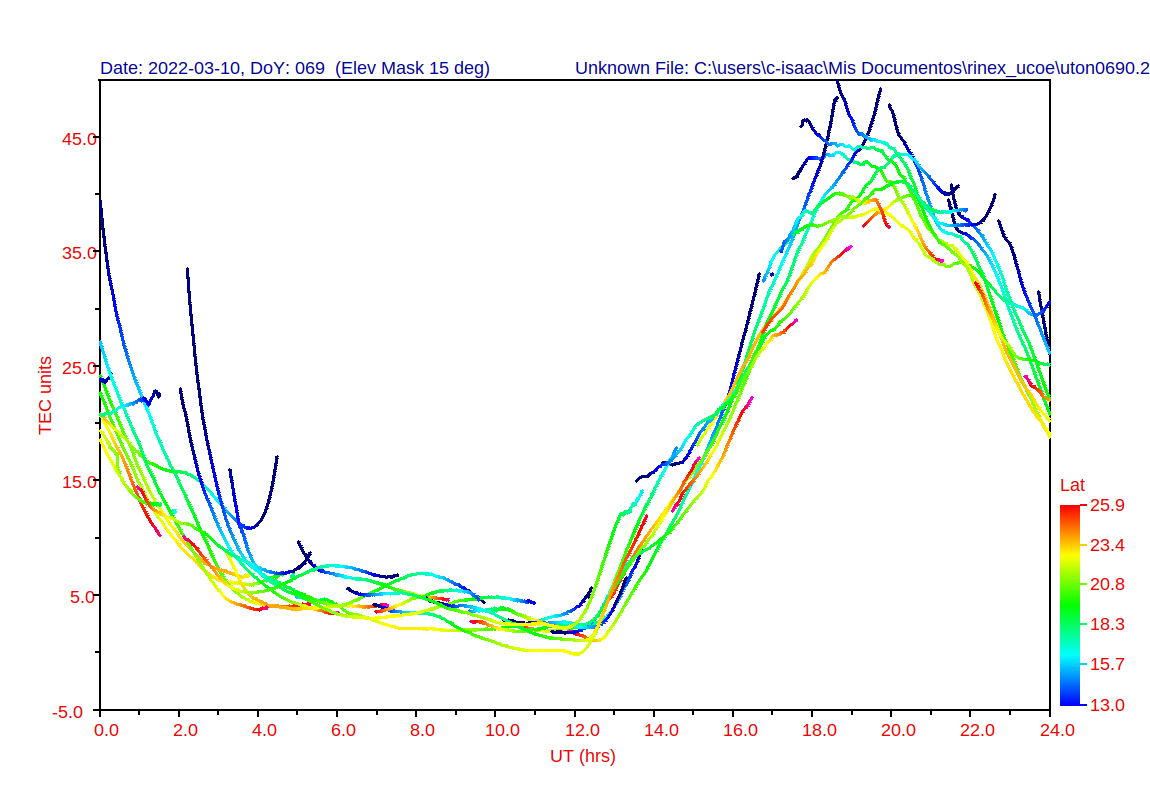 Date: 2022-03-10, DoY: 069  (Elev Mask 15 deg)
Unknown File: C:\users\c-isaac\Mis Documentos\rinex_ucoe\uton0690.2
45.0
35.0
25.0
15.0
5.0
-5.0
TEC units
0.0 2.0 4.0 6.0 8.0 10.0 12.0 14.0 16.0 18.0 20.0 22.0 24.0
UT (hrs)
Lat
25.9
23.4
20.8
18.3
15.7
13.0